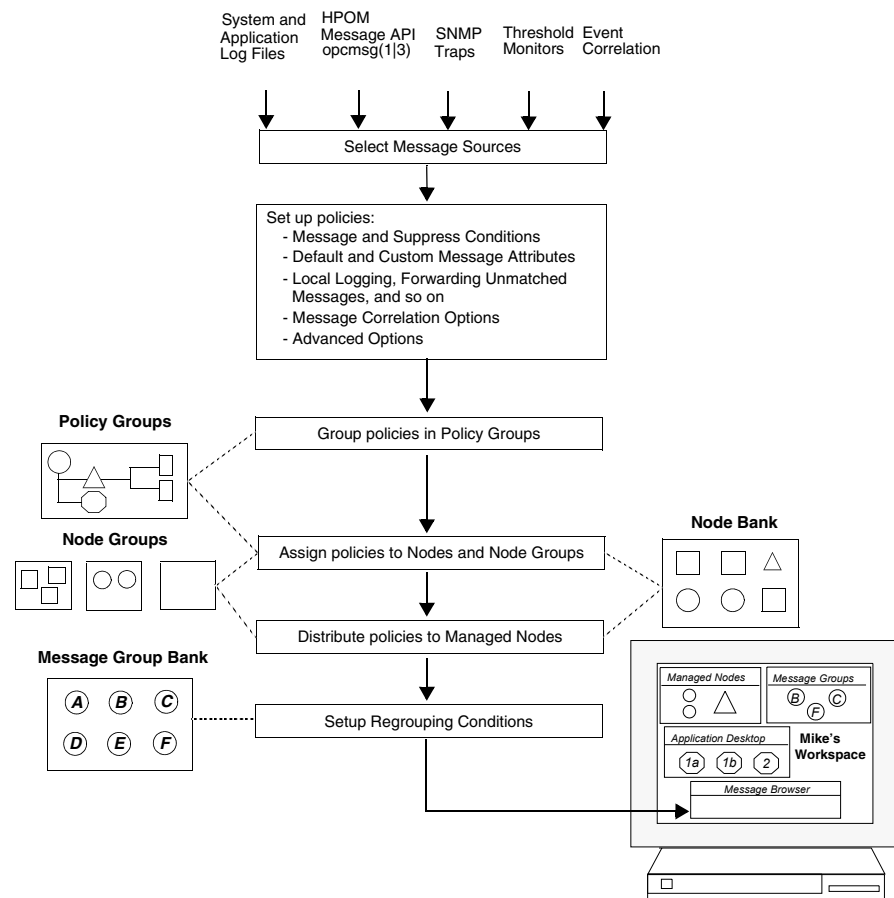 System and
Application
Log Files
HPOM
Message API
opcmsg(1|3)
SNMP
Traps
Threshold
Monitors
Event
Correlation
Select Message Sources
Set up policies:
- Message and Suppress Conditions
- Default and Custom Message Attributes
- Local Logging, Forwarding Unmatched
Messages, and so on
- Message Correlation Options
- Advanced Options
Policy Groups
Group policies in Policy Groups
Node Groups
Assign policies to Nodes and Node Groups
Node Bank
Distribute policies to Managed Nodes
Message Group Bank
A B C
D E F
Setup Regrouping Conditions
Managed Nodes
Message Groups
B C
F
Application Desktop
1a 1b 2
Mike's
Workspace
Message Browser